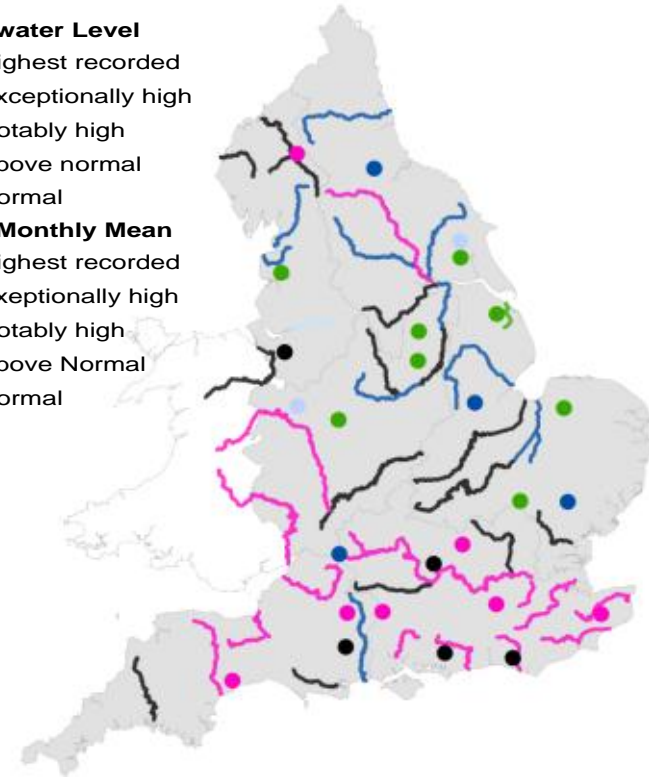 water Level
ighest recorded
xceptionally high
otably high
bove normal
ormal
Monthly Mean
ighest recorded
xeptionally high
otably high
bove Normal
ormal